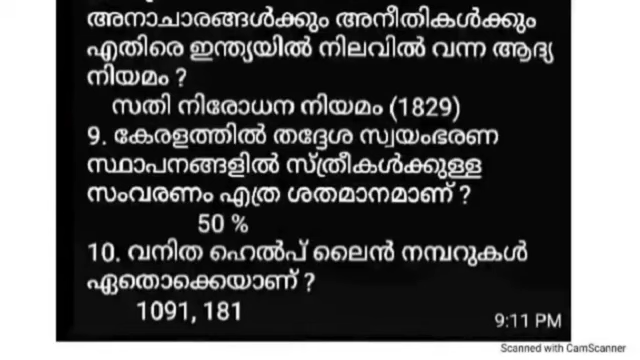 അനാചാരങ്ങൾക്കും അനീതികൾക്കും
എതിരെ ഇന്ത്യയിൽ നിലവിൽ വന്ന ആദ്യ
നിയമം ?
സതി നിരോധന നിയമം (1829)
9. കേരളത്തിൽ തദ്ദേശ സ്വയംഭരണ
സ്ഥാപനങ്ങളിൽ സ്ത്രീകൾക്കുള്ള
സംവരണം എത്ര ശതമാനമാണ് ?
50 %
10. വനിത ഹെൽപ് ലൈൻ നമ്പറുകൾ
ഏതൊക്കെയാണ് ?
1091, 181
9:11 PM
Scanned with CamScanner